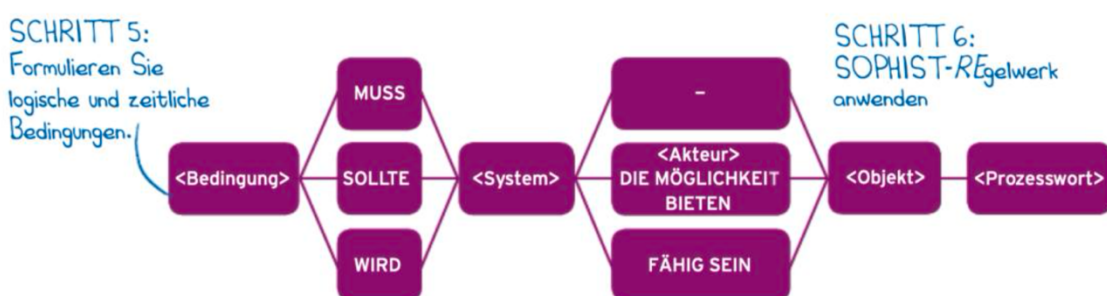 SCHRITT 5:
Formulieren Sie
logische und zeitliche
Bedingungen.
SCHRITT 6:
SOPHIST-REgelwerk
anwenden
<Bedingung>
MUSS
SOLLTE
WIRD
<System>
–
<Akteur>
DIE MÖGLICHKEIT
BIETEN
FÄHIG SEIN
<Objekt>
<Prozesswort>